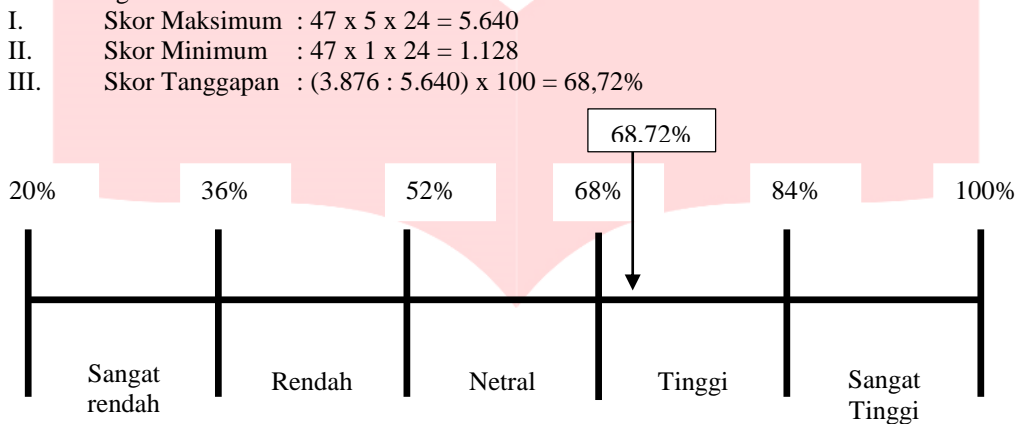 I. Skor Maksimum : 47 x 5 x 24 = 5.640
II. Skor Minimum : 47 x 1 x 24 = 1.128
III. Skor Tanggapan : (3.876 : 5.640) x 100 = 68,72%
68.72%
20% 36% 52% 68% 84% 100%
Sangat rendah
Rendah
Netral
Tinggi
Sangat Tinggi